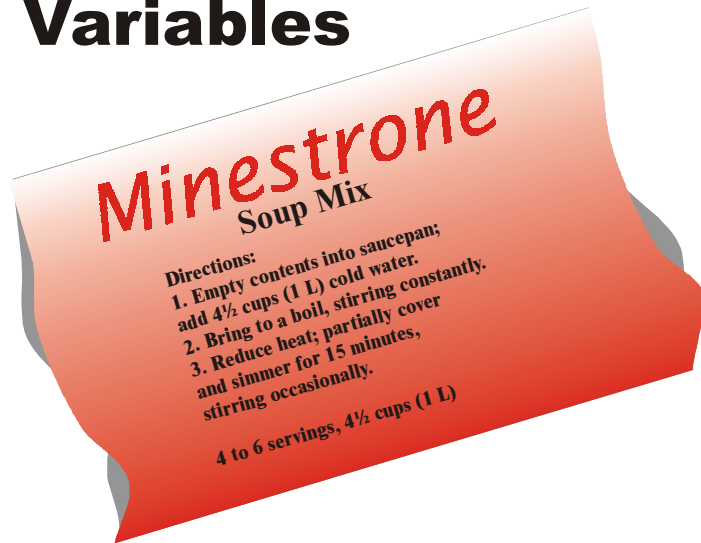 Variables
Minestrone
Soup Mix
Directions:
1. Empty contents into saucepan;
add 4½ cups (1 L) cold water.
2. Bring to a boil, stirring constantly.
3. Reduce heat; partially cover
and simmer for 15 minutes,
stirring occasionally.
4 to 6 servings, 4½ cups (1 L)